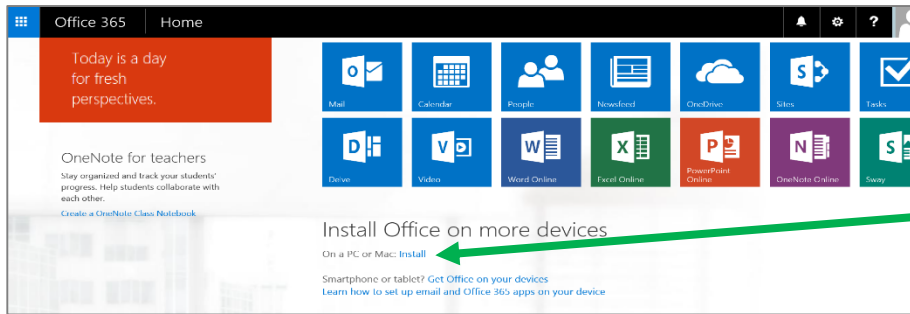 Office 365 Home ?
Today is a day
for fresh
perspectives.
OneNote for teachers
Stay organized and track your students'
progress. Help students collaborate with
each other.
Create a OneNote Class Notebook
Mail Calendar People Newsfeed OneDrive Sites Tasks
Delve Video Word Online Excel Online PowerPoint Online OneNote Online Sway
Install Office on more devices
On a PC or Mac: Install
Smartphone or tablet? Get Office on your devices
Learn how to set up email and Office 365 apps on your device